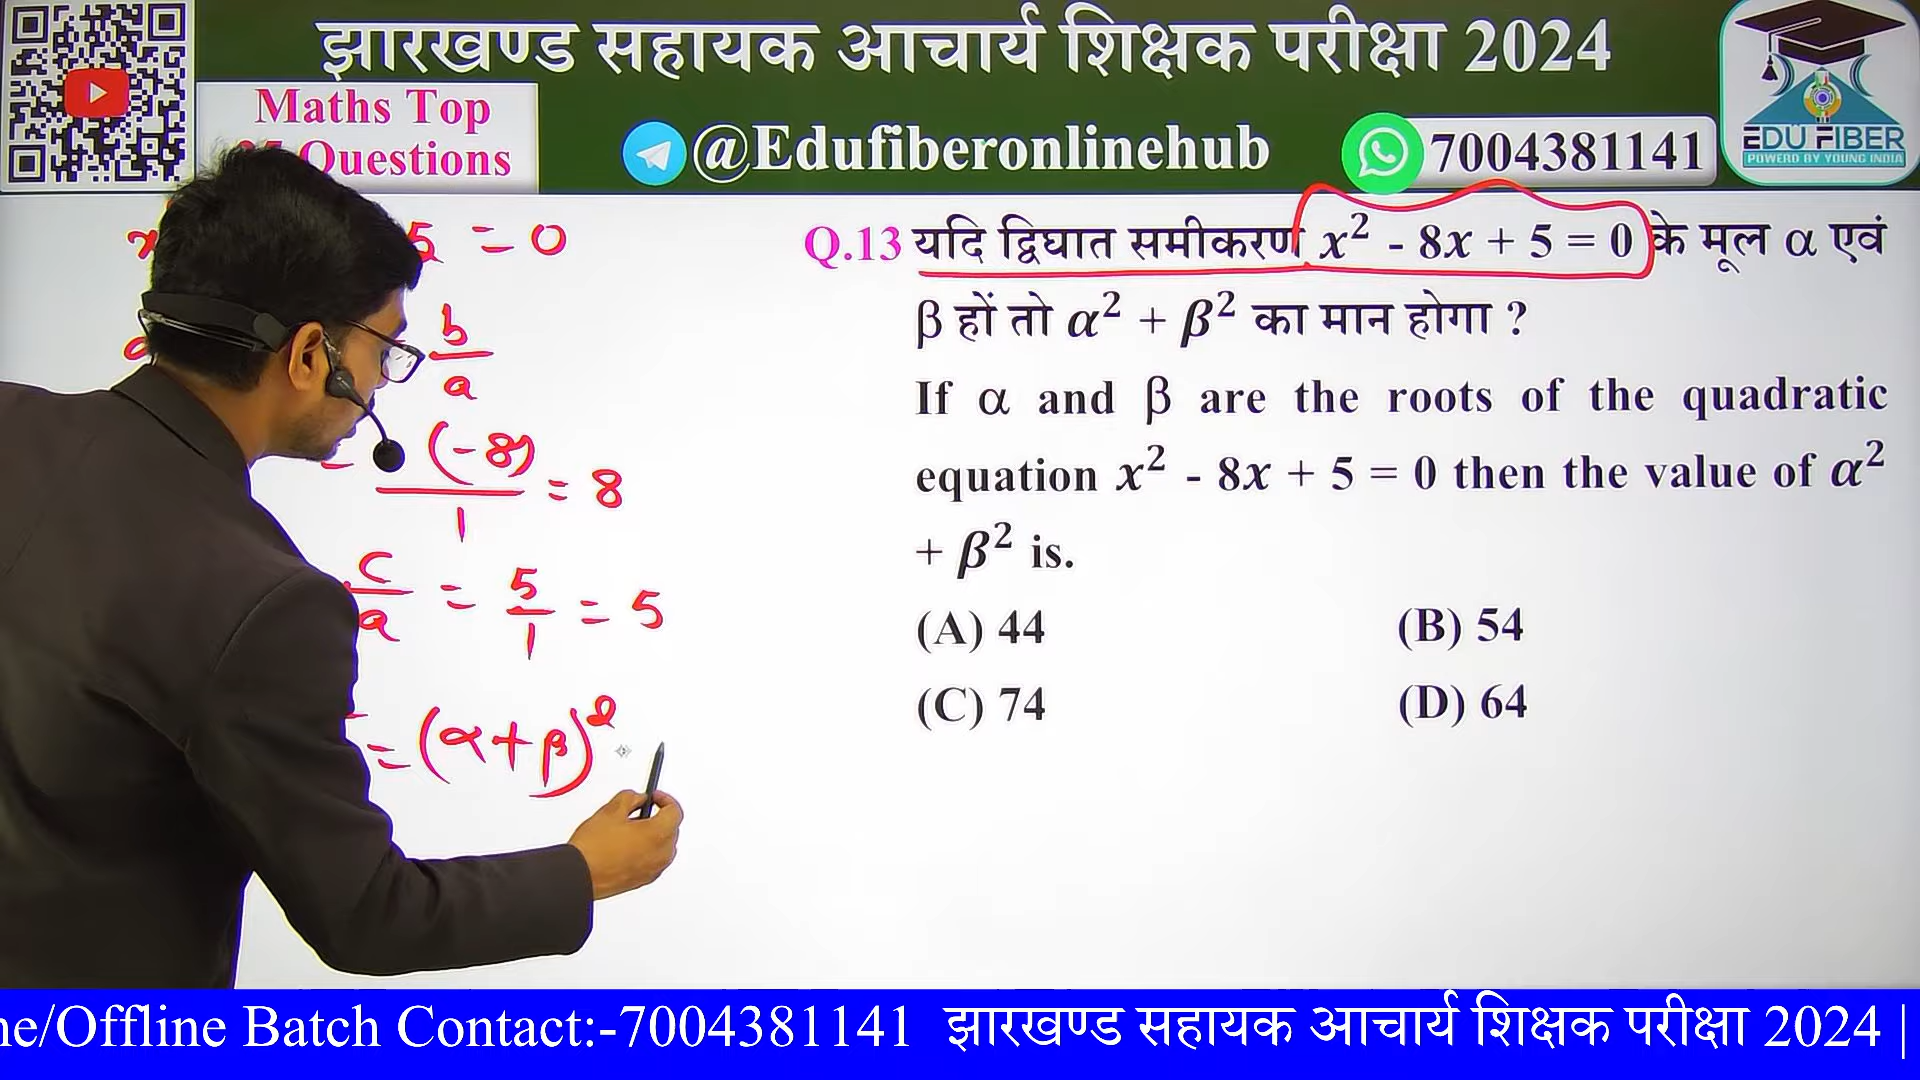 झारखण्ड सहायक आचार्य शिक्षक परीक्षा 2024
Maths Top
Questions
@Edufiberonlinehub
7004381141
EDU FIBER
POWERED BY YOUNG INDIA
Q.13 यदि द्विघात समीकरण x² - 8x + 5 = 0 के मूल α एवं
β हों तो α² + β² का मान होगा ?
If α and β are the roots of the quadratic
equation x² - 8x + 5 = 0 then the value of α²
+ β² is.
(A) 44
(B) 54
(C) 74
(D) 64
5 = 0
b/a
(-8)/1 = 8
c/a = 5/1 = 5
= (α+β)²
Offline Batch Contact:-7004381141 झारखण्ड सहायक आचार्य शिक्षक परीक्षा 2024 |